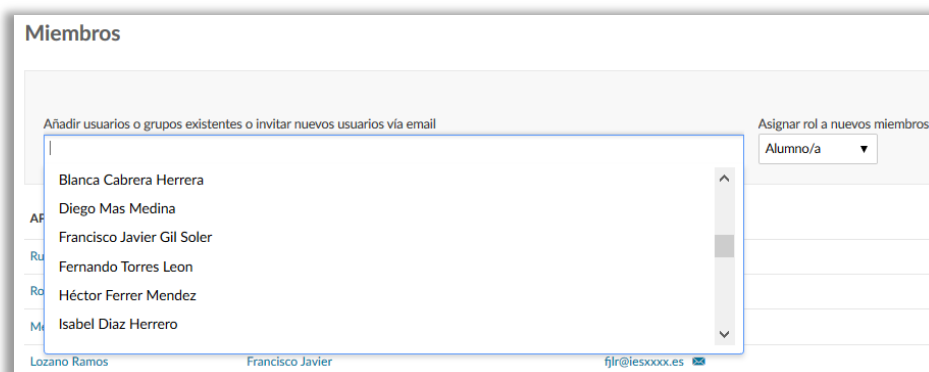 Miembros
Añadir usuarios o grupos existentes o invitar nuevos usuarios vía email
Asignar rol a nuevos miembros
Alumno/a
Blanca Cabrera Herrera
Diego Mas Medina
Francisco Javier Gil Soler
Fernando Torres Leon
Héctor Ferrer Mendez
Isabel Diaz Herrero
Lozano Ramos Francisco Javier fjlr@iesxxxx.es